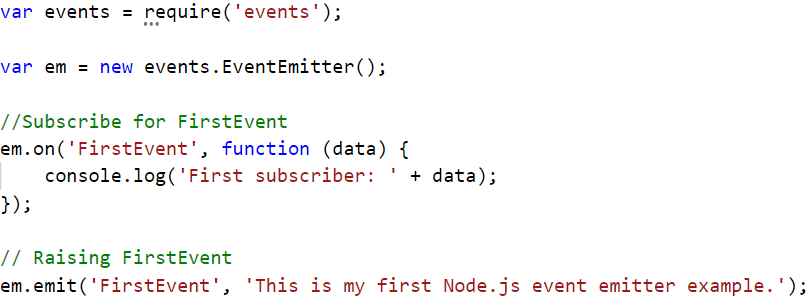 var events = require('events');
var em = new events.EventEmitter();
//Subscribe for FirstEvent
em.on('FirstEvent', function (data) {
    console.log('First subscriber: ' + data);
});
// Raising FirstEvent
em.emit('FirstEvent', 'This is my first Node.js event emitter example.');